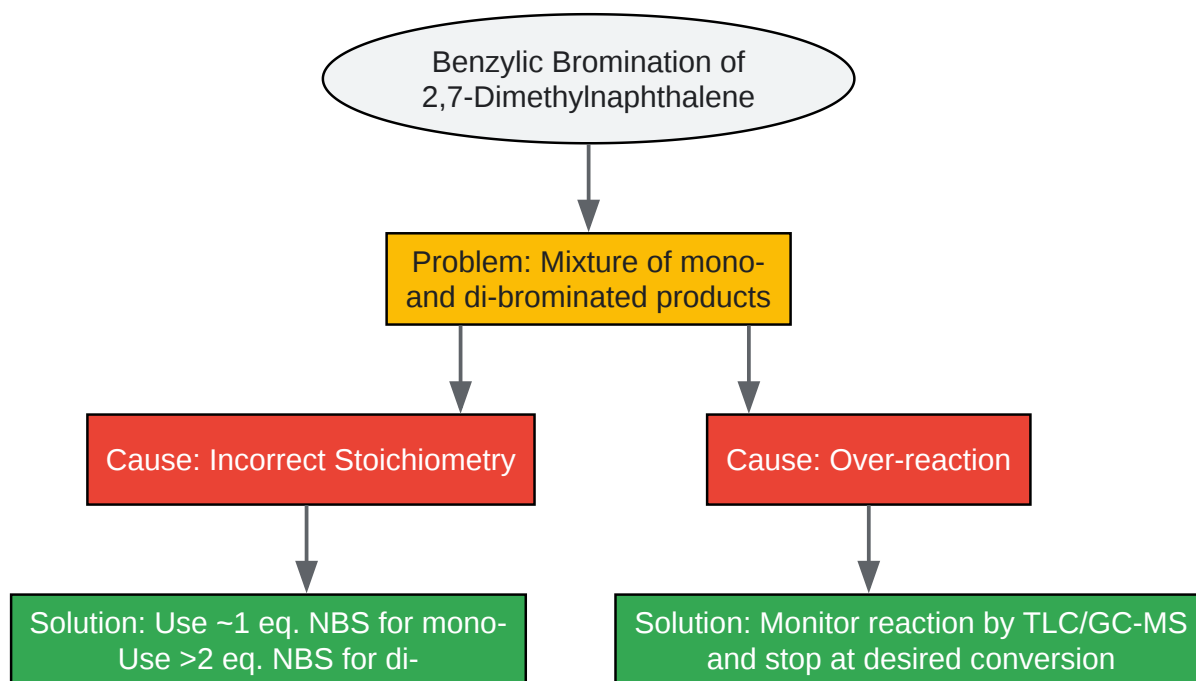 Benzylic Bromination of
2,7-Dimethylnaphthalene
Problem: Mixture of mono-
and di-brominated products
Cause: Incorrect Stoichiometry
Cause: Over-reaction
Solution: Use ~1 eq. NBS for mono-
Use >2 eq. NBS for di-
Solution: Monitor reaction by TLC/GC-MS
and stop at desired conversion